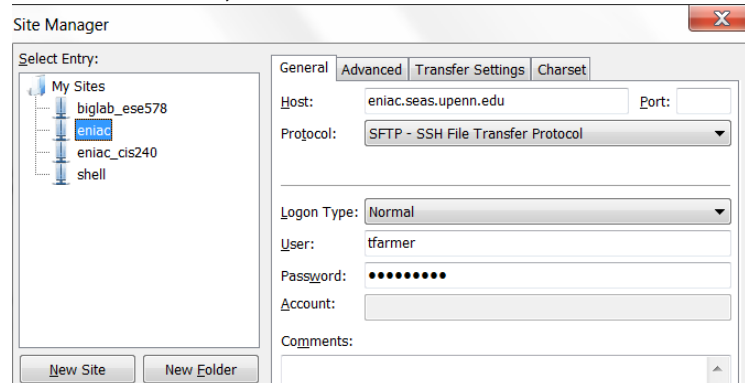 Site Manager
Select Entry:
My Sites
biglab_ese578
eniac
eniac_cis240
shell
New Site New Folder
General Advanced Transfer Settings Charset
Host: eniac.seas.upenn.edu Port:
Protocol: SFTP - SSH File Transfer Protocol
Logon Type: Normal
User: tfarmer
Password: •••••••••
Account:
Comments: